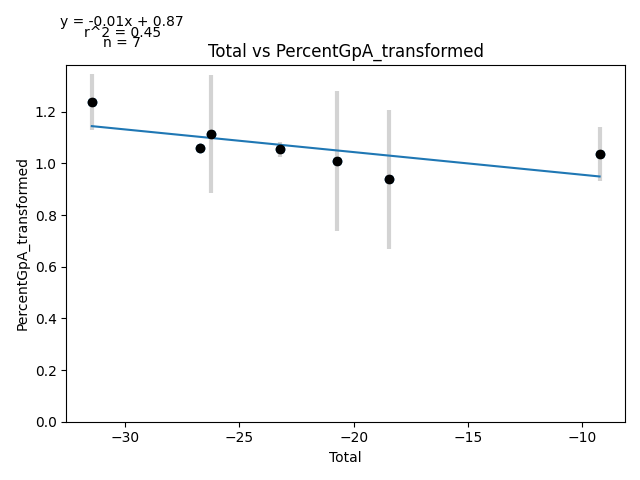 y = -0.01x + 0.87
r^2 = 0.45
n = 7
Total vs PercentGpA_transformed
PercentGpA_transformed
1.2
1.0
0.8
0.6
0.4
0.2
0.0
−30
−25
−20
−15
−10
Total